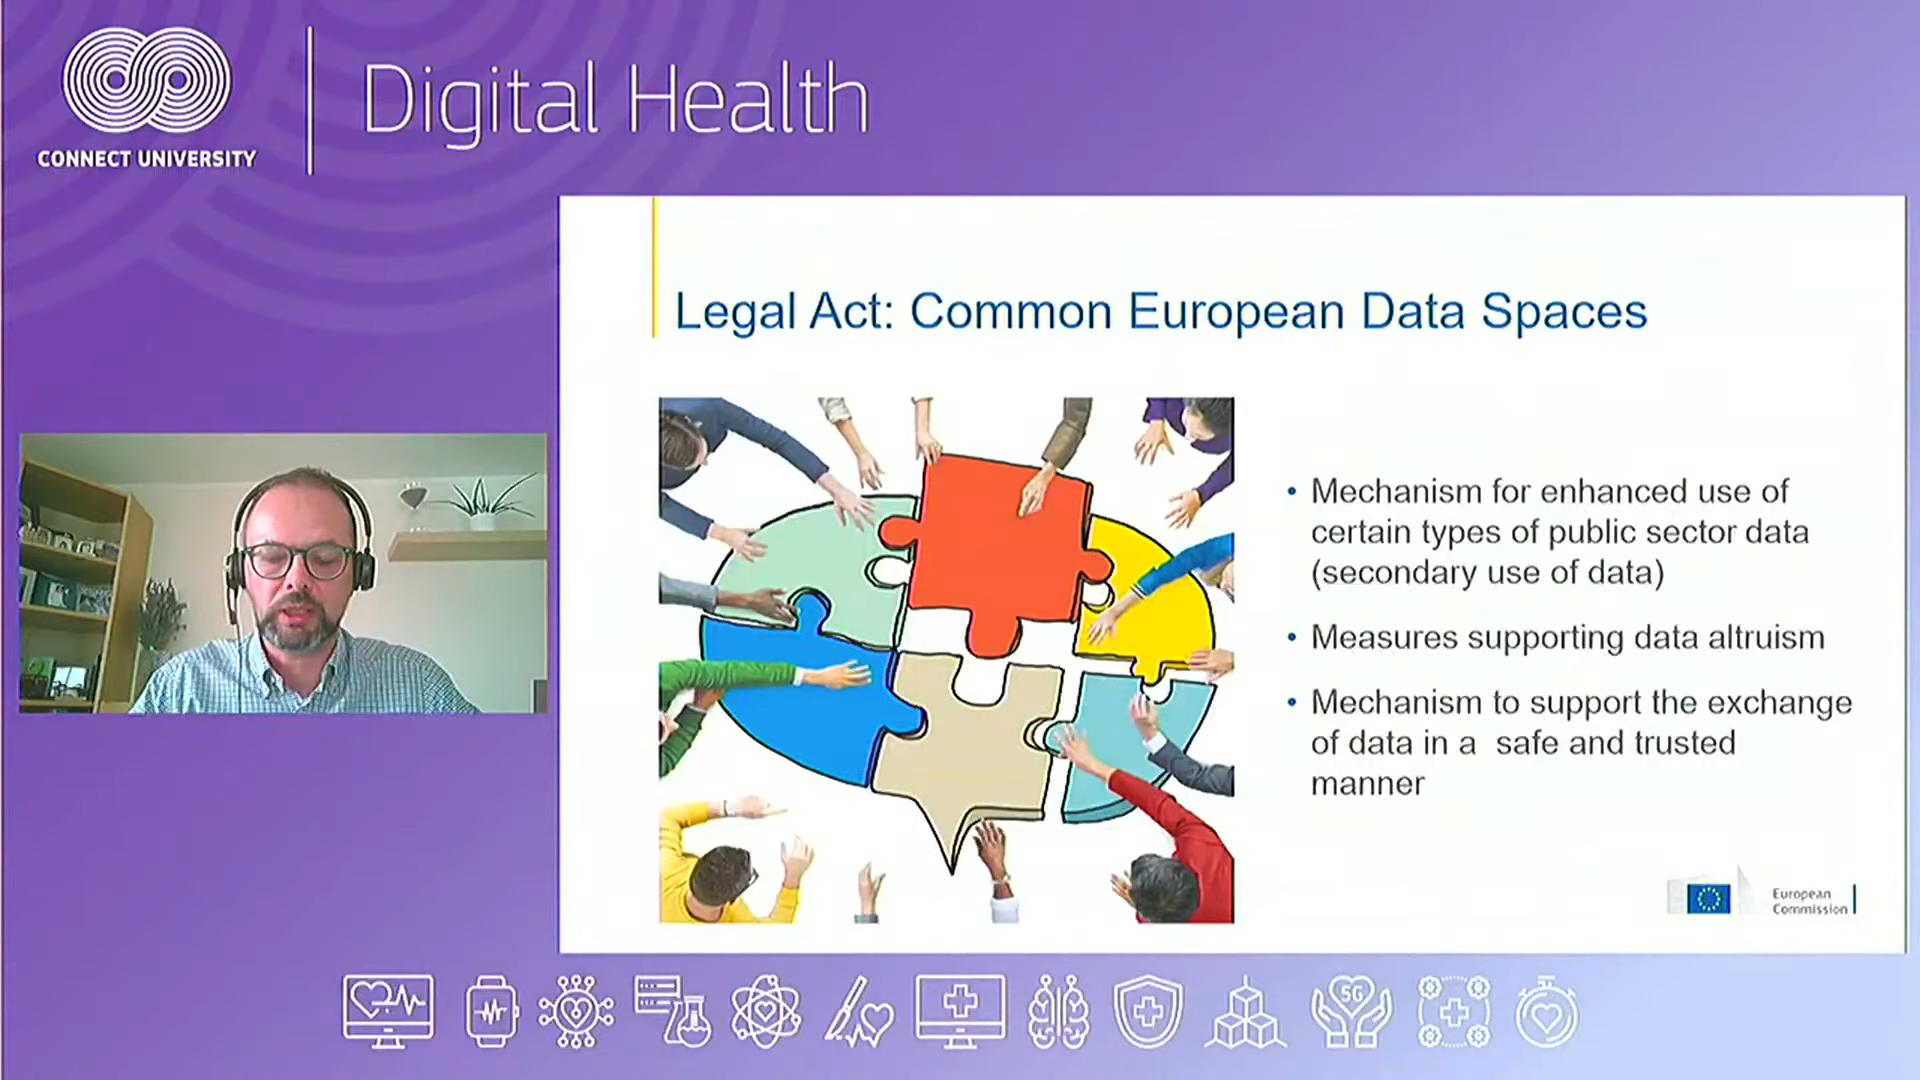 CONNECT UNIVERSITY
Digital Health
Legal Act: Common European Data Spaces
• Mechanism for enhanced use of
certain types of public sector data
(secondary use of data)
• Measures supporting data altruism
• Mechanism to support the exchange
of data in a  safe and trusted
manner
European
Commission
5G